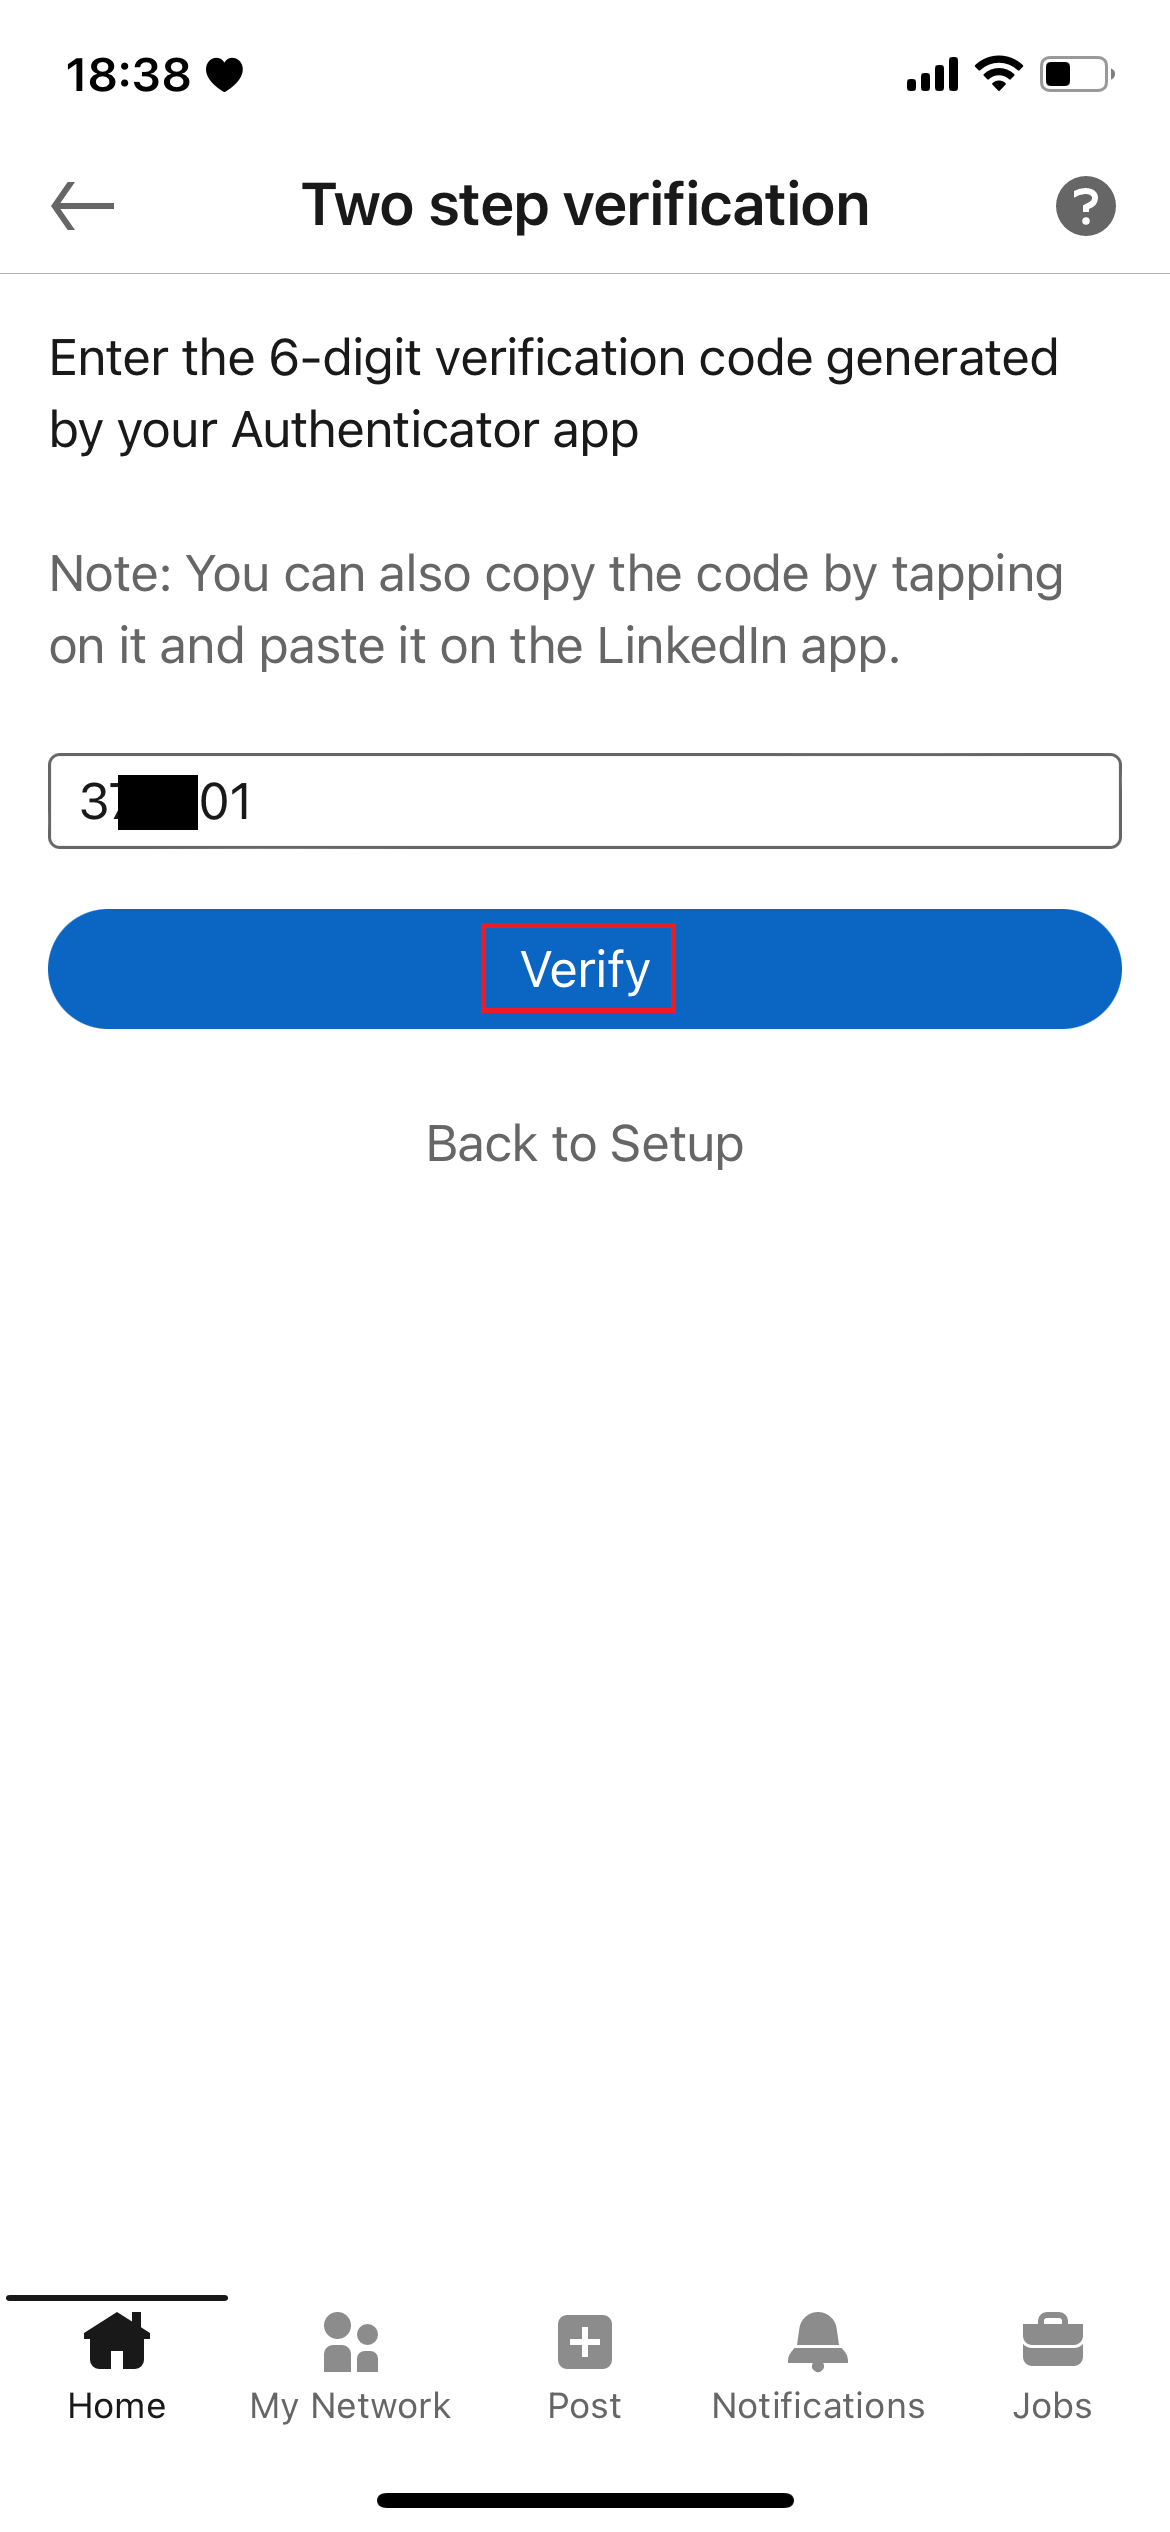 18:38
Two step verification
Enter the 6-digit verification code generated
by your Authenticator app
Note: You can also copy the code by tapping
on it and paste it on the LinkedIn app.
37 01
Verify
Back to Setup
Home My Network Post Notifications Jobs